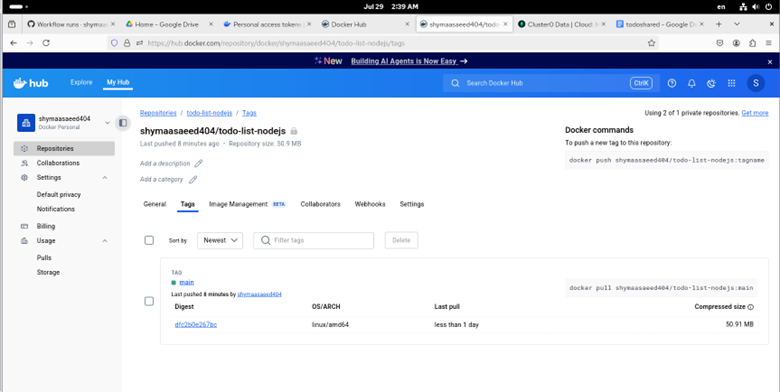 Jul 29 2:39 AM
en
Workflow runs · shymaa
Home - Google Drive
Personal access tokens
Docker Hub
shymaasaeed404/todo-
Cluster0 Data | Cloud: M
todoshared - Google D
https://hub.docker.com/repository/docker/shymaasaeed404/todo-list-nodejs/tags
New Building AI Agents is Now Easy →
hub
Explore
My Hub
Search Docker Hub
CtrlK
S
shymaasaeed404
Docker Personal
Repositories
Collaborations
Settings
Default privacy
Notifications
Billing
Usage
Pulls
Storage
Repositories / todo-list-nodejs / Tags
Using 2 of 1 private repositories. Get more
shymaasaeed404/todo-list-nodejs
Last pushed 8 minutes ago • Repository size: 50.9 MB
Add a description
Add a category
Docker commands
To push a new tag to this repository:
docker push shymaasaeed404/todo-list-nodejs:tagname
General
Tags
Image Management BETA
Collaborators
Webhooks
Settings
Sort by
Newest
Filter tags
Delete
TAG
main
Last pushed 8 minutes by shymaasaeed404
docker pull shymaasaeed404/todo-list-nodejs:main
Digest
OS/ARCH
Last pull
Compressed size
dfc2b0e267bc
linux/amd64
less than 1 day
50.91 MB